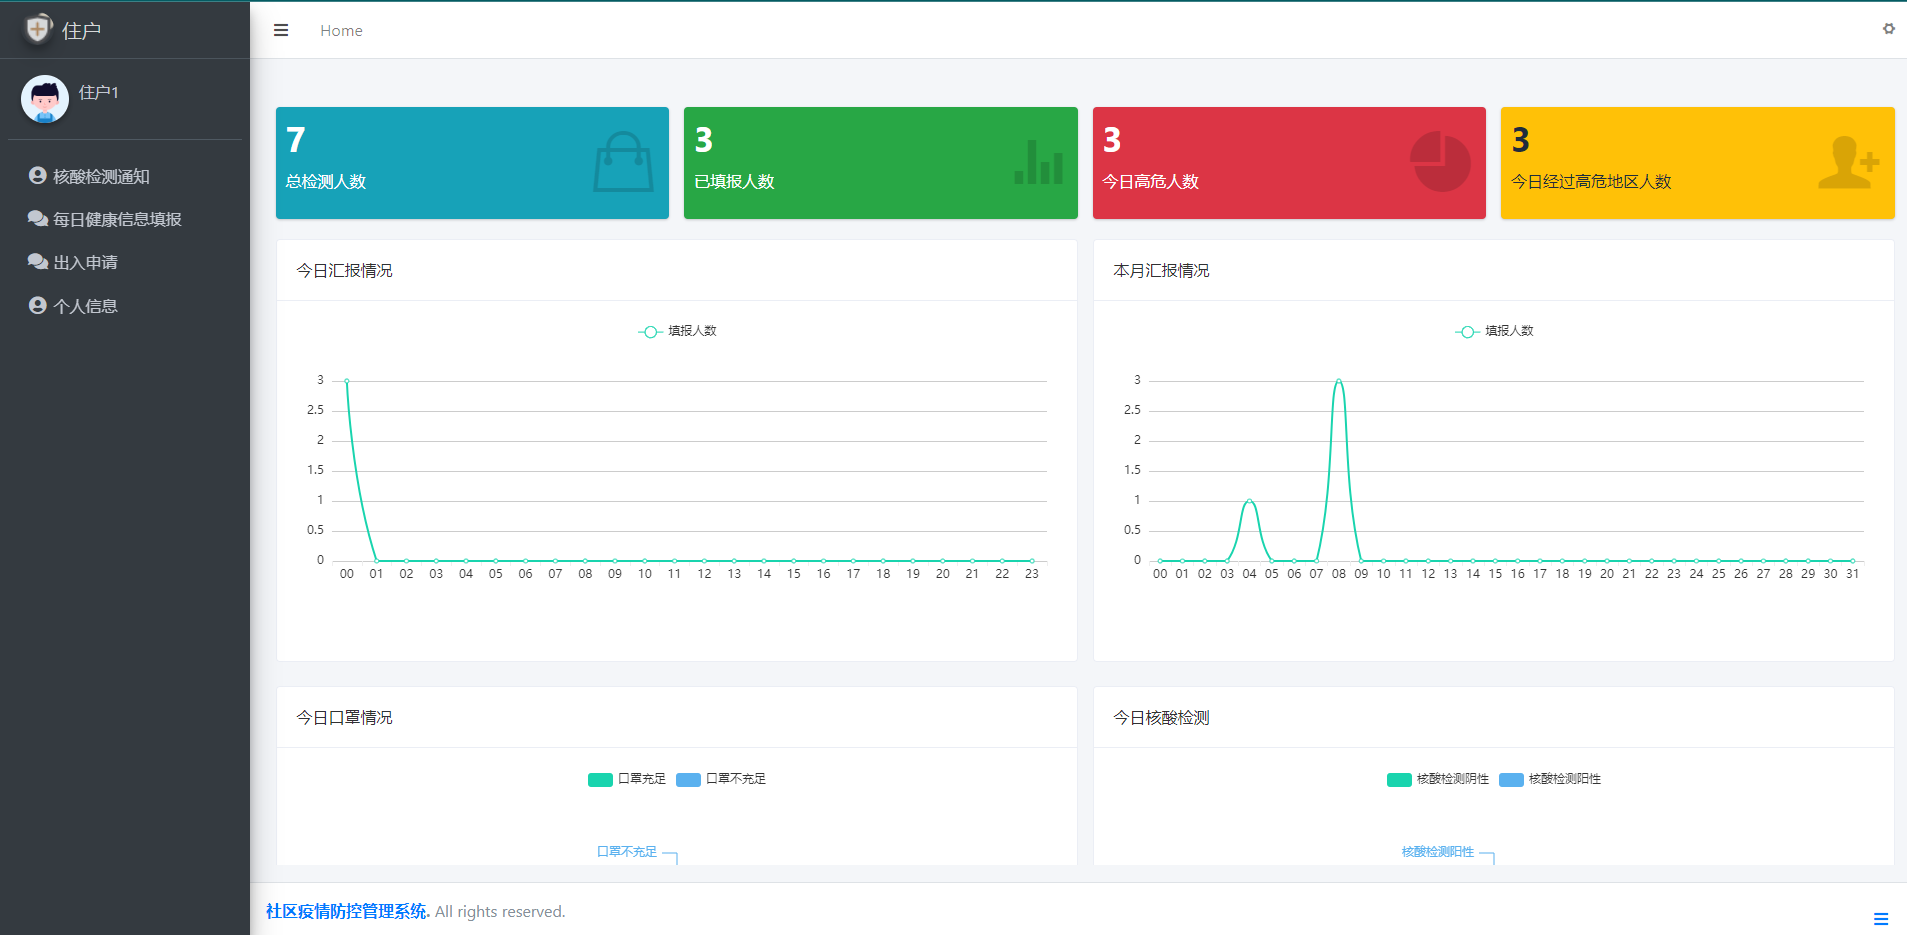 住户
Home
住户1
核酸检测通知
每日健康信息填报
出入申请
个人信息
7
总检测人数
3
已填报人数
3
今日高危人数
3
今日经过高危地区人数
今日汇报情况
填报人数
3
2.5
2
1.5
1
0.5
0
00 01 02 03 04 05 06 07 08 09 10 11 12 13 14 15 16 17 18 19 20 21 22 23
本月汇报情况
填报人数
3
2.5
2
1.5
1
0.5
0
00 01 02 03 04 05 06 07 08 09 10 11 12 13 14 15 16 17 18 19 20 21 22 23 24 25 26 27 28 29 30 31
今日口罩情况
口罩充足 口罩不充足
口罩不充足
今日核酸检测
核酸检测阴性 核酸检测阳性
核酸检测阳性
社区疫情防控管理系统. All rights reserved.